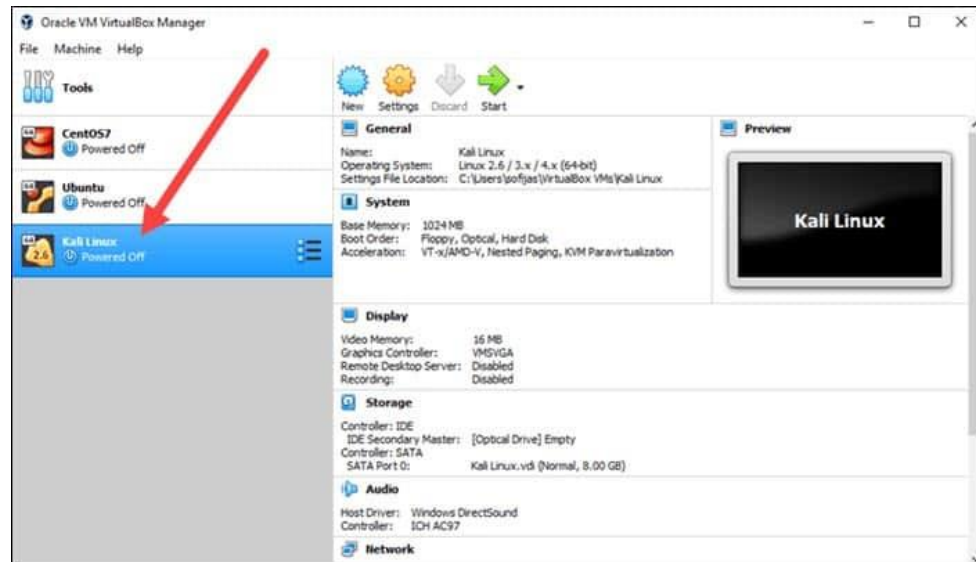 Oracle VM VirtualBox Manager
File Machine Help
Tools
New Settings Discard Start
CentOS7
Powered Off
Ubuntu
Powered Off
Kali Linux
Powered Off
General
Name: Kali Linux
Operating System: Linux 2.6 / 3.x / 4.x (64-bit)
Settings File Location: C:\Users\sofijas\VirtualBox VMs\Kali Linux
System
Base Memory: 1024 MB
Boot Order: Floppy, Optical, Hard Disk
Acceleration: VT-x/AMD-V, Nested Paging, KVM Paravirtualization
Preview
Kali Linux
Display
Video Memory: 16 MB
Graphics Controller: VMSVGA
Remote Desktop Server: Disabled
Recording: Disabled
Storage
Controller: IDE
IDE Secondary Master: [Optical Drive] Empty
Controller: SATA
SATA Port 0: Kali Linux.vdi (Normal, 8.00 GB)
Audio
Host Driver: Windows DirectSound
Controller: ICH AC97
Network